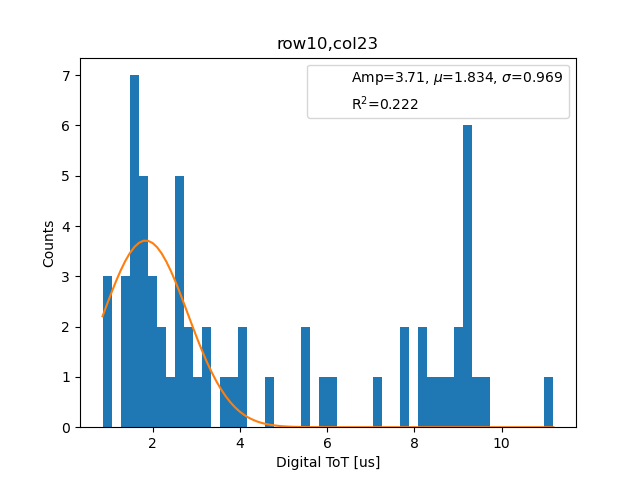 row10,col23
Amp=3.71, μ=1.834, σ=0.969
R²=0.222
Counts
7
6
5
4
3
2
1
0
2 4 6 8 10
Digital ToT [us]